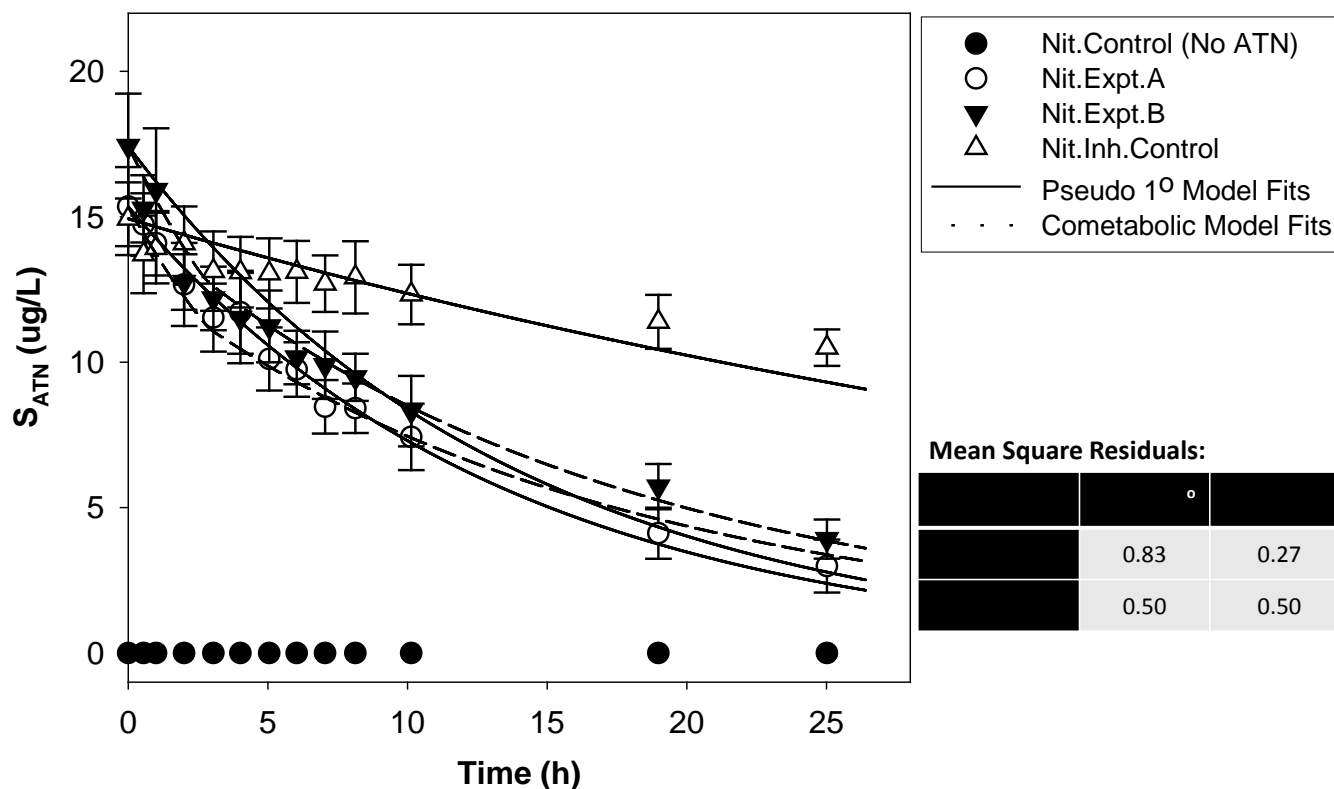 20
15
10
5
0
S_ATN (ug/L)
0 5 10 15 20 25
Time (h)
Nit.Control (No ATN)
Nit.Expt.A
Nit.Expt.B
Nit.Inh.Control
Pseudo 1º Model Fits
Cometabolic Model Fits
Mean Square Residuals:
o
0.83 0.27
0.50 0.50